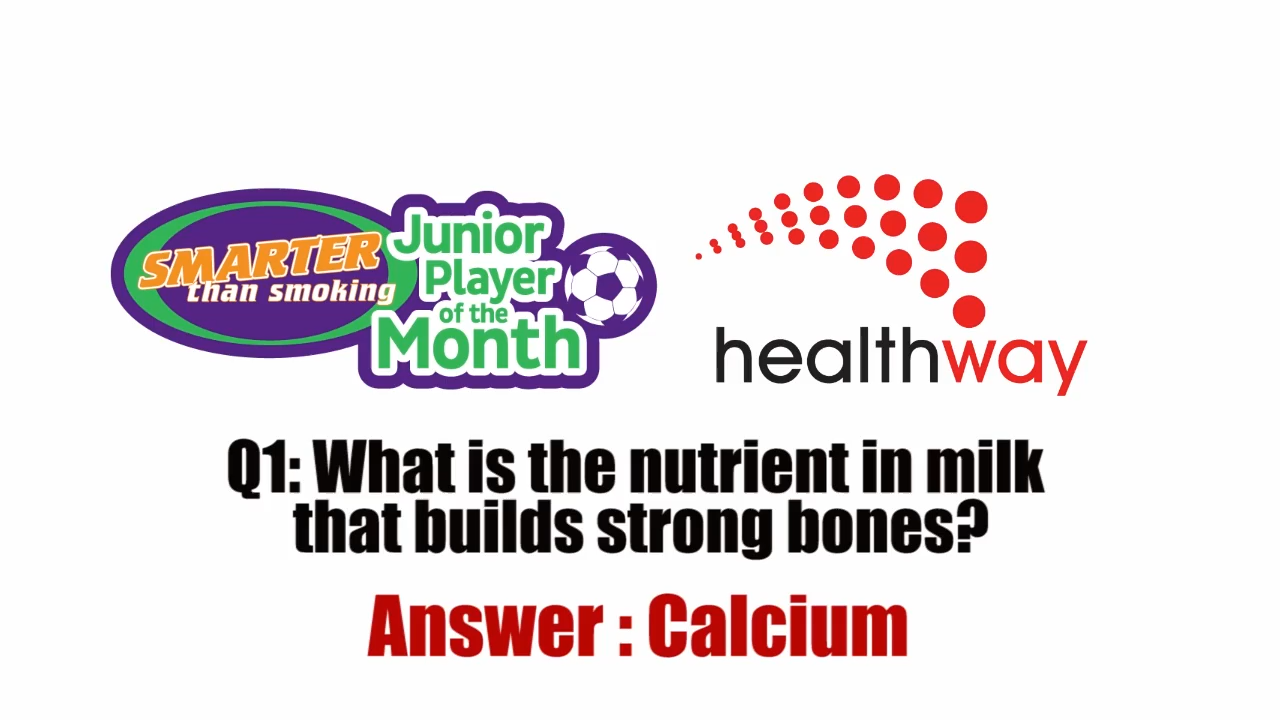 SMARTER
than smoking
Junior
Player
of the
Month
healthway
Q1: What is the nutrient in milk
that builds strong bones?
Answer : Calcium